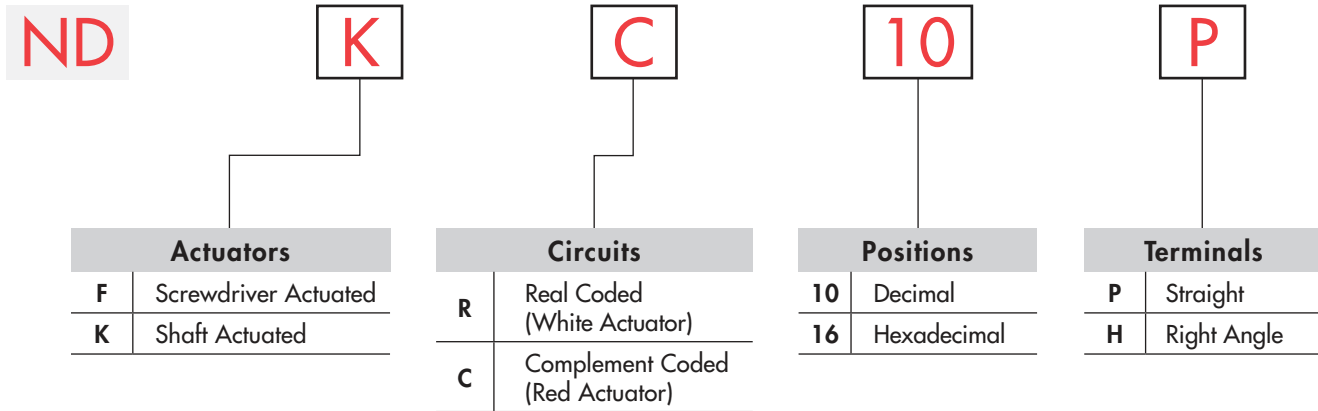 ND K C 10 P
Actuators
F Screwdriver Actuated
K Shaft Actuated
Circuits
R Real Coded
(White Actuator)
C Complement Coded
(Red Actuator)
Positions
10 Decimal
16 Hexadecimal
Terminals
P Straight
H Right Angle